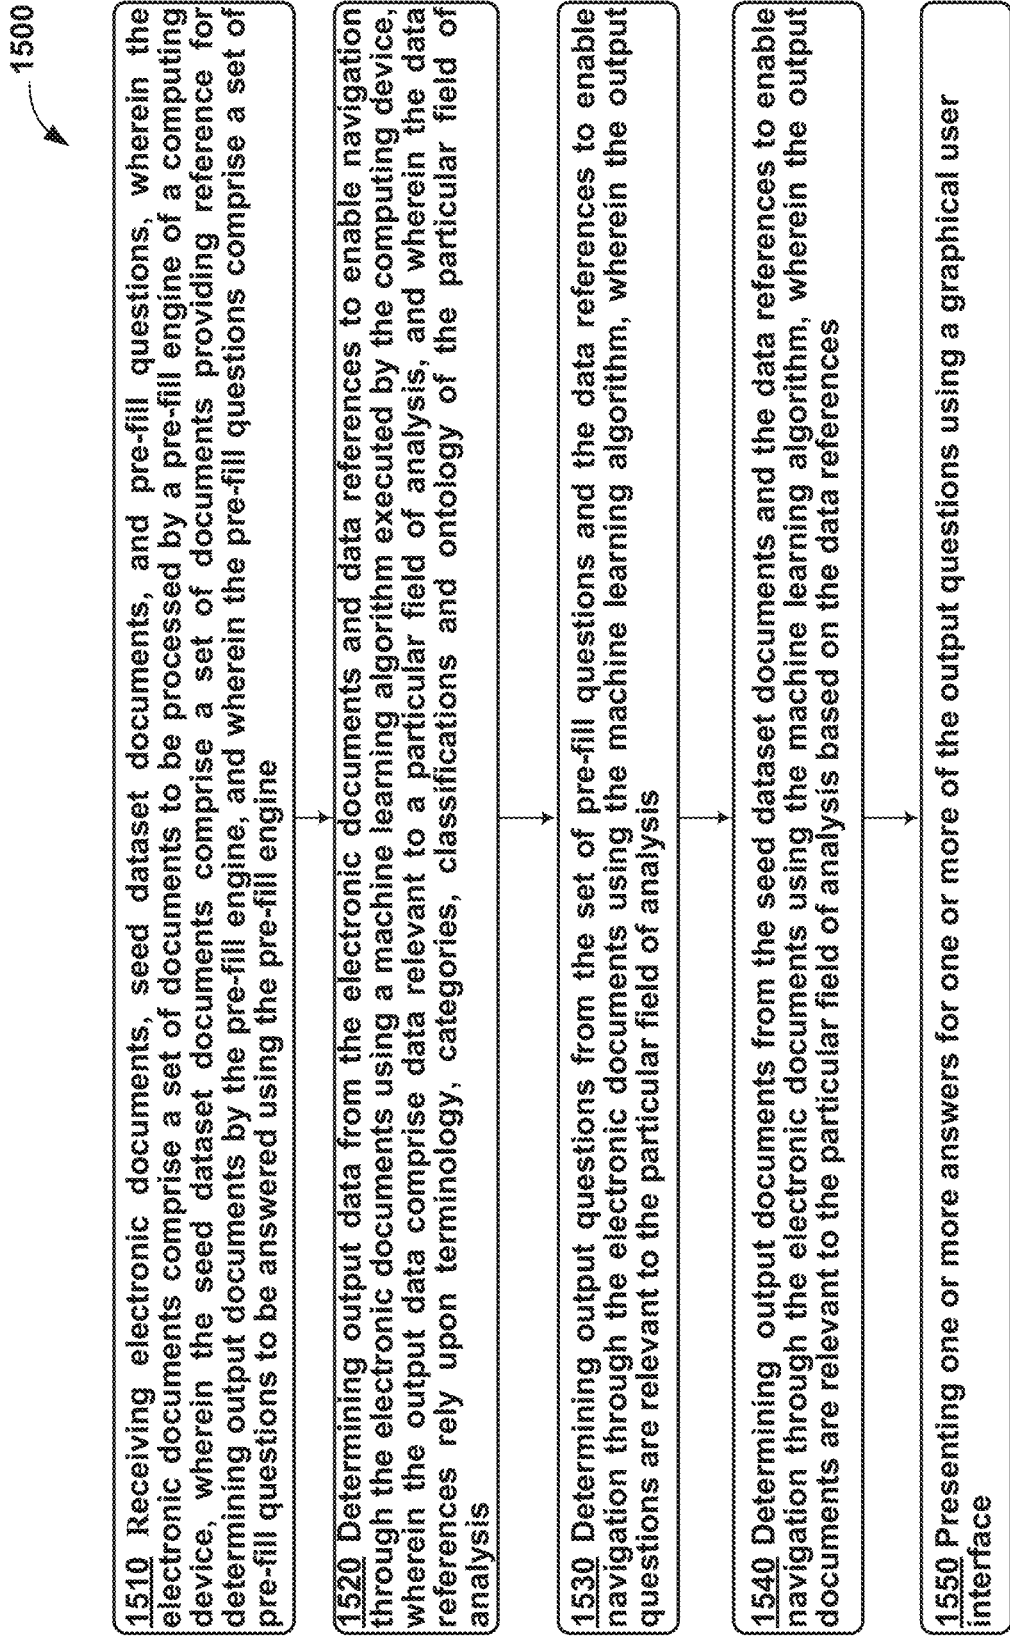 1500
1510 Receiving electronic documents, seed dataset documents, and pre-fill questions, wherein the
electronic documents comprise a set of documents to be processed by a pre-fill engine of a computing
device, wherein the seed dataset documents comprise a set of documents providing reference for
determining output documents by the pre-fill engine, and wherein the pre-fill questions comprise a set of
pre-fill questions to be answered using the pre-fill engine
1520 Determining output data from the electronic documents and data references to enable navigation
through the electronic documents using a machine learning algorithm executed by the computing device,
wherein the output data comprise data relevant to a particular field of analysis, and wherein the data
references rely upon terminology, categories, classifications and ontology of the particular field of
analysis
1530 Determining output questions from the set of pre-fill questions and the data references to enable
navigation through the electronic documents using the machine learning algorithm, wherein the output
questions are relevant to the particular field of analysis
1540 Determining output documents from the seed dataset documents and the data references to enable
navigation through the electronic documents using the machine learning algorithm, wherein the output
documents are relevant to the particular field of analysis based on the data references
1550 Presenting one or more answers for one or more of the output questions using a graphical user
interface